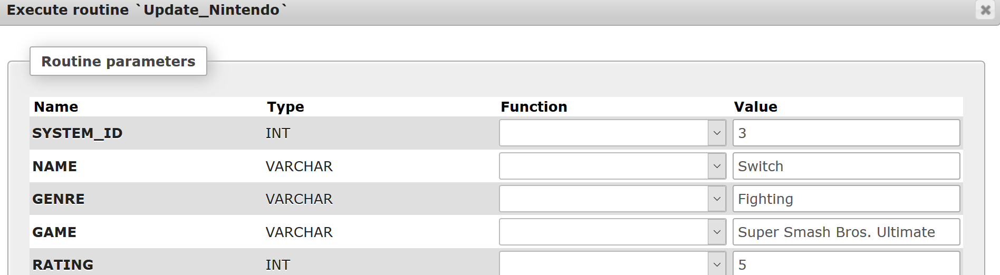 Execute routine `Update_Nintendo`
Routine parameters
Name Type Function Value
SYSTEM_ID INT 3
NAME VARCHAR Switch
GENRE VARCHAR Fighting
GAME VARCHAR Super Smash Bros. Ultimate
RATING INT 5